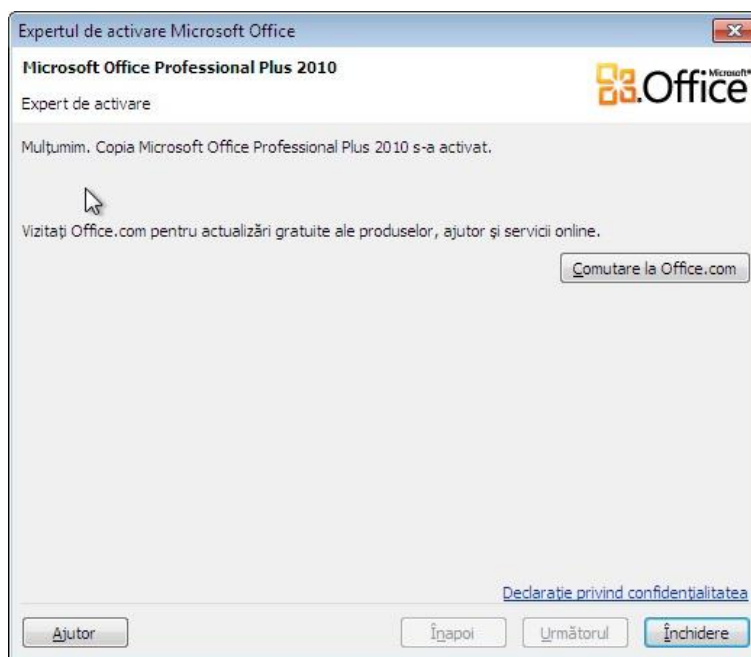 Expertul de activare Microsoft Office
Microsoft Office Professional Plus 2010
Microsoft®
Office
Expert de activare
Mulțumim. Copia Microsoft Office Professional Plus 2010 s-a activat.
Vizitați Office.com pentru actualizări gratuite ale produselor, ajutor și servicii online.
Comutare la Office.com
Declarație privind confidențialitatea
Ajutor
Înapoi
Următorul
Închidere